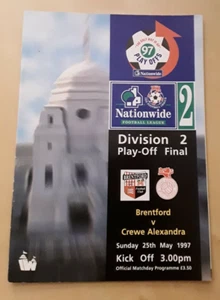 97
PLAY OFFS
Nationwide
Nationwide
FOOTBALL LEAGUE
2
Division 2
Play-Off Final
Brentford
v
Crewe Alexandra
Sunday 25th May 1997
Kick Off 3.00pm
Official Matchday Programme £3.50